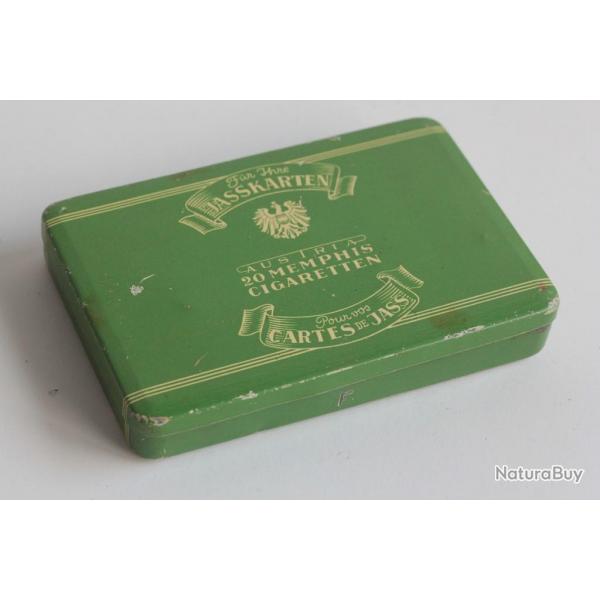 Für Ihre
JASSKARTEN
AUSTRIA
20 MEMPHIS
CIGARETTEN
Pour vos
CARTES DE JASS
NaturaBuy